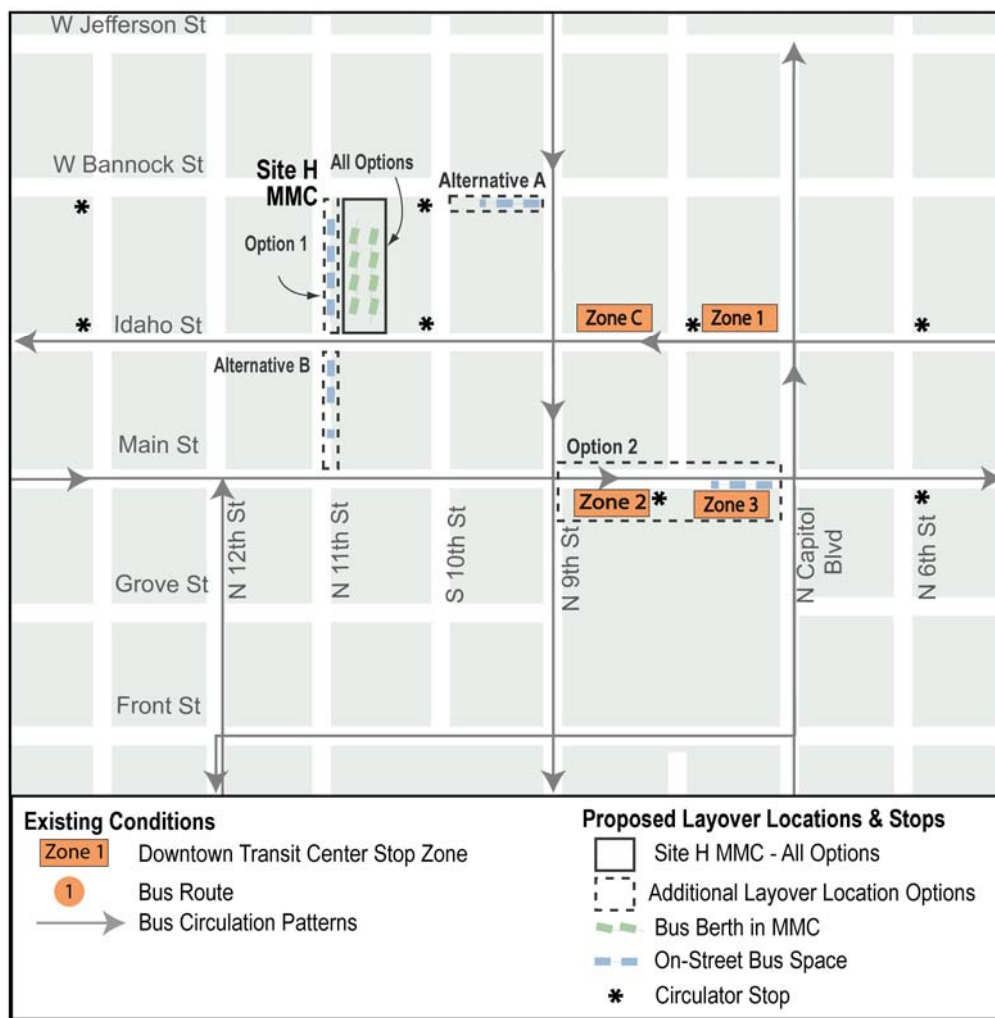 W Jefferson St
W Bannock St
Site H
MMC
All Options
Alternative A
Option 1
Idaho St
Zone C
Zone 1
Alternative B
Main St
Option 2
Zone 2
Zone 3
N 12th St
N 11th St
S 10th St
N 9th St
N Capitol
Blvd
N 6th St
Grove St
Front St
Existing Conditions
Zone 1
Downtown Transit Center Stop Zone
1
Bus Route
Bus Circulation Patterns
Proposed Layover Locations & Stops
Site H MMC - All Options
Additional Layover Location Options
Bus Berth in MMC
On-Street Bus Space
* Circulator Stop